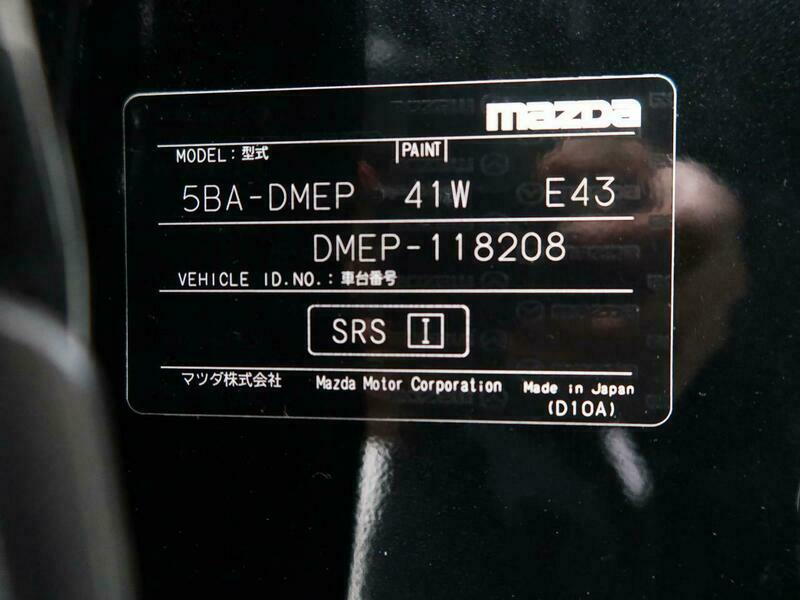 mazda
MODEL：型式 PAINT
5BA-DMEP 41W E43
DMEP-118208
VEHICLE ID.NO.：車台番号
SRS I
マツダ株式会社 Mazda Motor Corporation Made in Japan
(D10A)